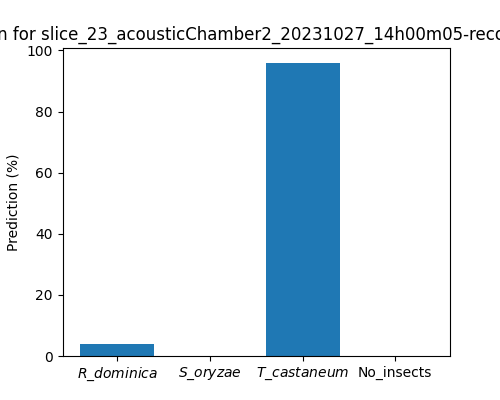 n for slice_23_acousticChamber2_20231027_14h00m05-reco
100
80
60
40
20
0
Prediction (%)
R_dominica S_oryzae T_castaneum No_insects